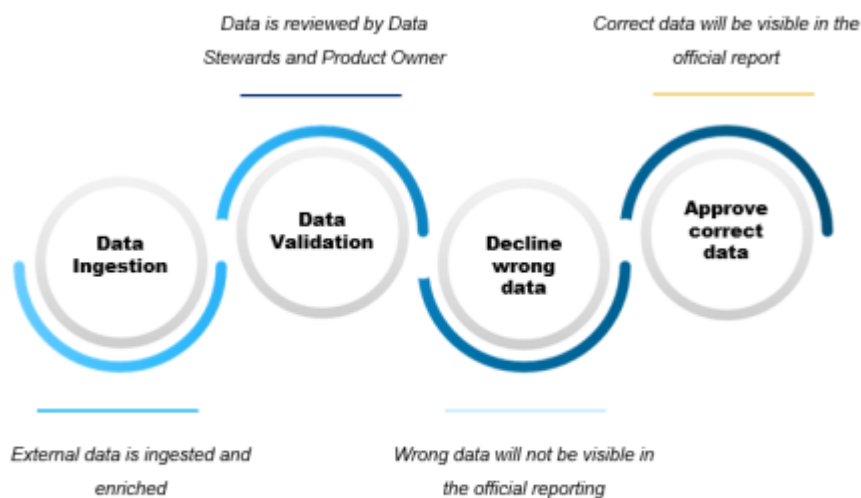 Data is reviewed by Data
Stewards and Product Owner
Correct data will be visible in the
official report
Data
Ingestion
Data
Validation
Decline
wrong
data
Approve
correct
data
External data is ingested and
enriched
Wrong data will not be visible in
the official reporting